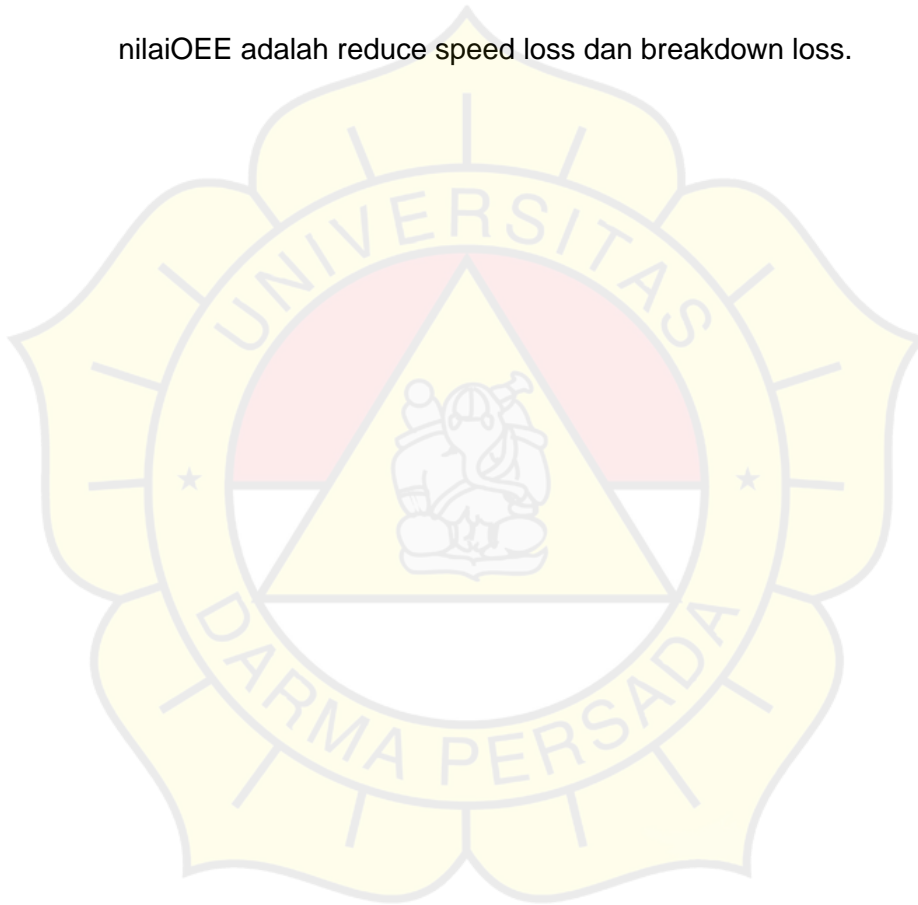 nilaiOEE adalah reduce speed loss dan breakdown loss.
UNIVERSITAS
DARMA PERSADA